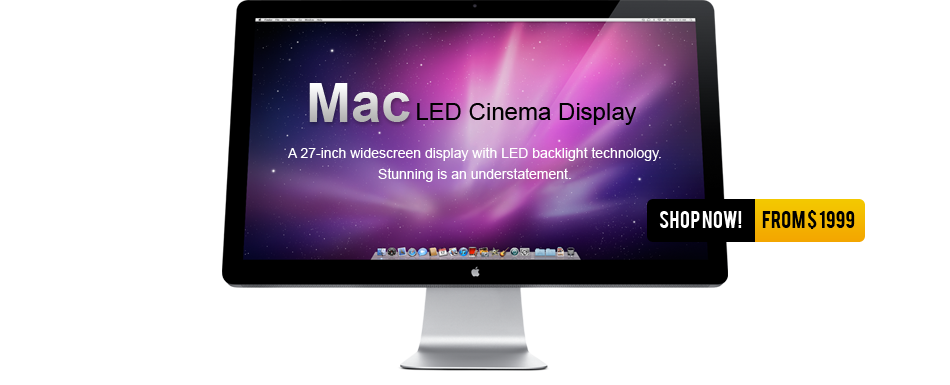 Mac LED Cinema Display
A 27-inch widescreen display with LED backlight technology.
Stunning is an understatement.
SHOP NOW! FROM $ 1999